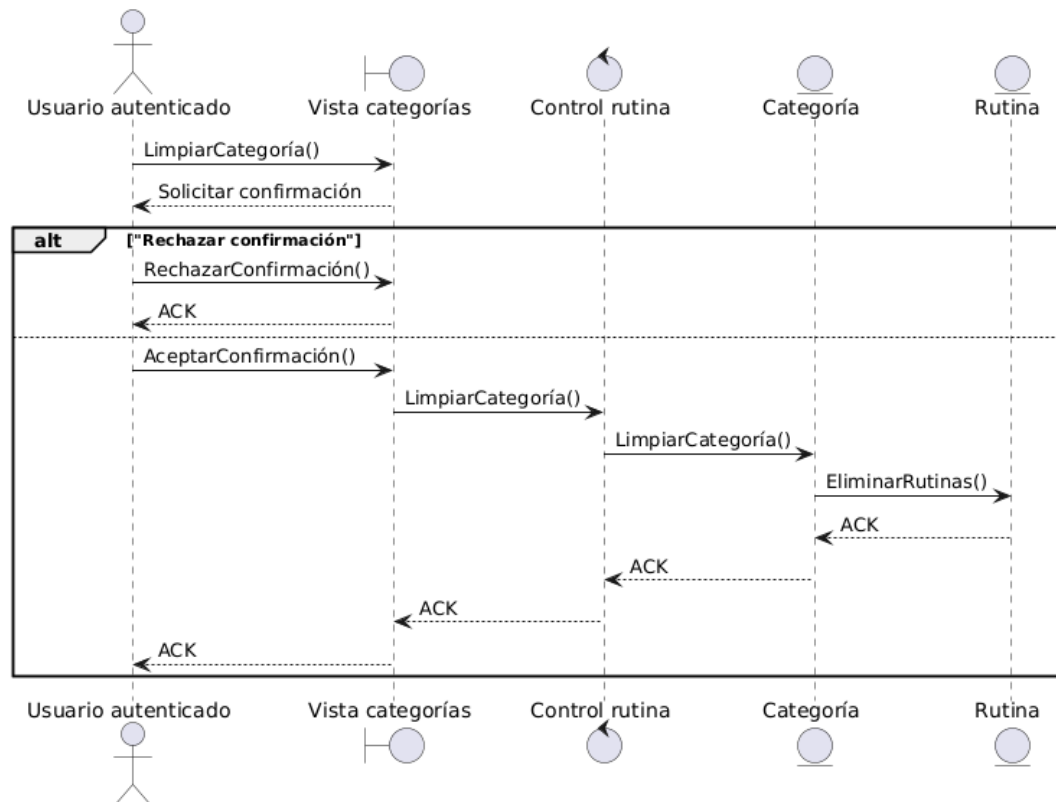 Usuario autenticado Vista categorías Control rutina Categoría Rutina
LimpiarCategoría()
Solicitar confirmación
alt ["Rechazar confirmación"]
RechazarConfirmación()
ACK
AceptarConfirmación()
LimpiarCategoría()
LimpiarCategoría()
EliminarRutinas()
ACK
ACK
ACK
ACK
Usuario autenticado Vista categorías Control rutina Categoría Rutina